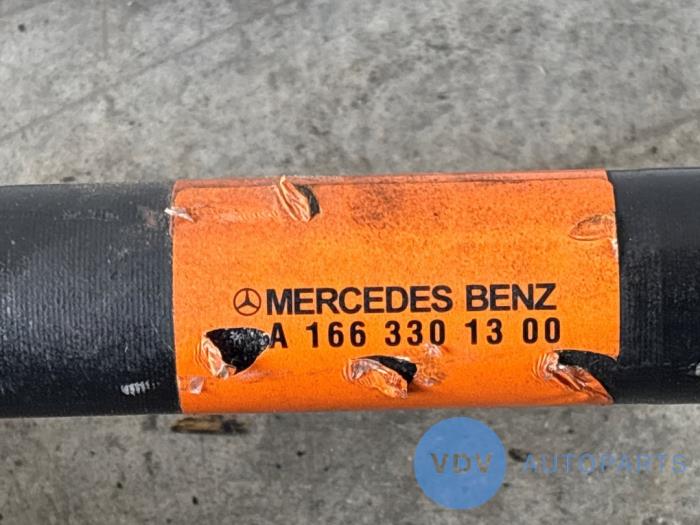 MERCEDES BENZ
A 166 330 13 00
VDV AUTOPARTS